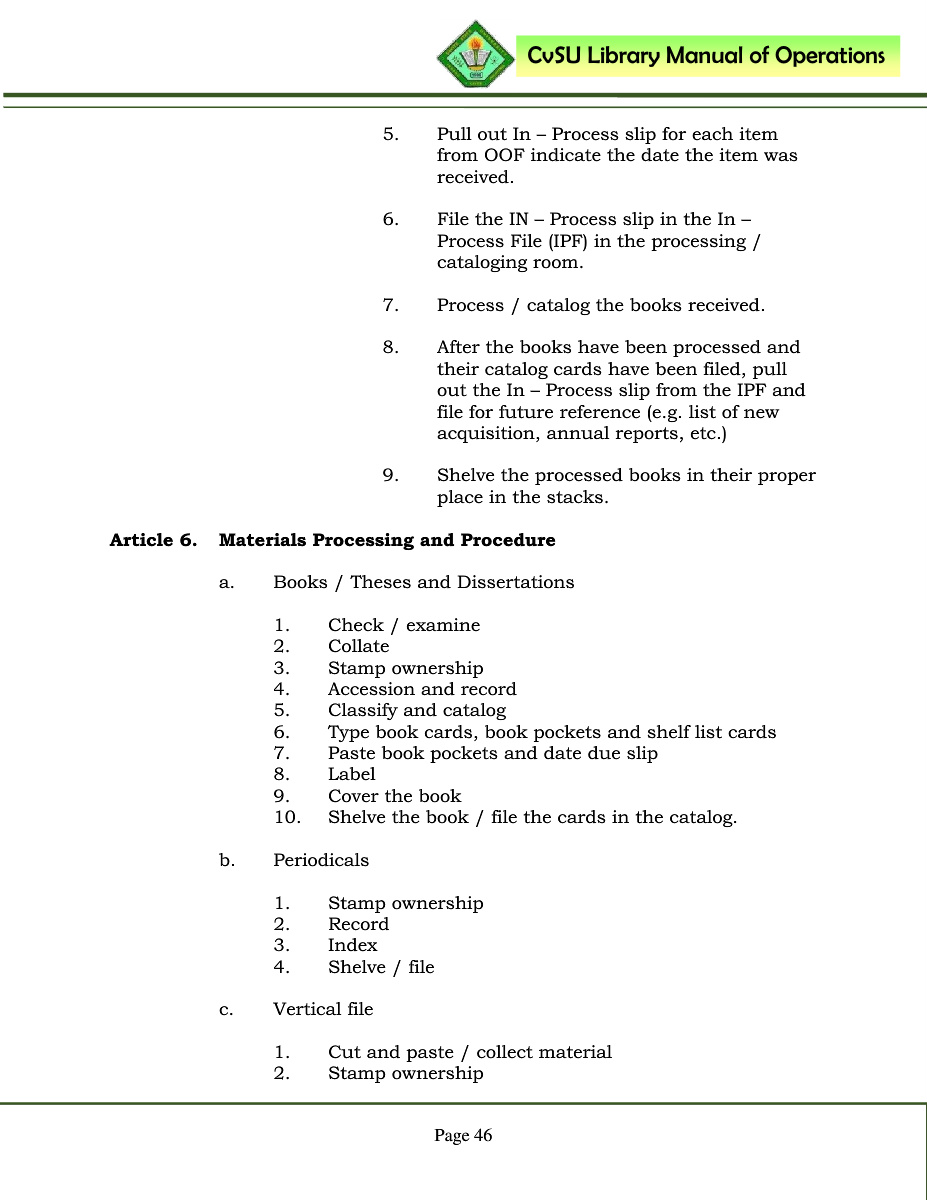 CvSU Library Manual of Operations
5. Pull out In – Process slip for each item
from OOF indicate the date the item was
received.
6. File the IN – Process slip in the In –
Process File (IPF) in the processing /
cataloging room.
7. Process / catalog the books received.
8. After the books have been processed and
their catalog cards have been filed, pull
out the In – Process slip from the IPF and
file for future reference (e.g. list of new
acquisition, annual reports, etc.)
9. Shelve the processed books in their proper
place in the stacks.
Article 6. Materials Processing and Procedure
a. Books / Theses and Dissertations
1. Check / examine
2. Collate
3. Stamp ownership
4. Accession and record
5. Classify and catalog
6. Type book cards, book pockets and shelf list cards
7. Paste book pockets and date due slip
8. Label
9. Cover the book
10. Shelve the book / file the cards in the catalog.
b. Periodicals
1. Stamp ownership
2. Record
3. Index
4. Shelve / file
c. Vertical file
1. Cut and paste / collect material
2. Stamp ownership
Page 46